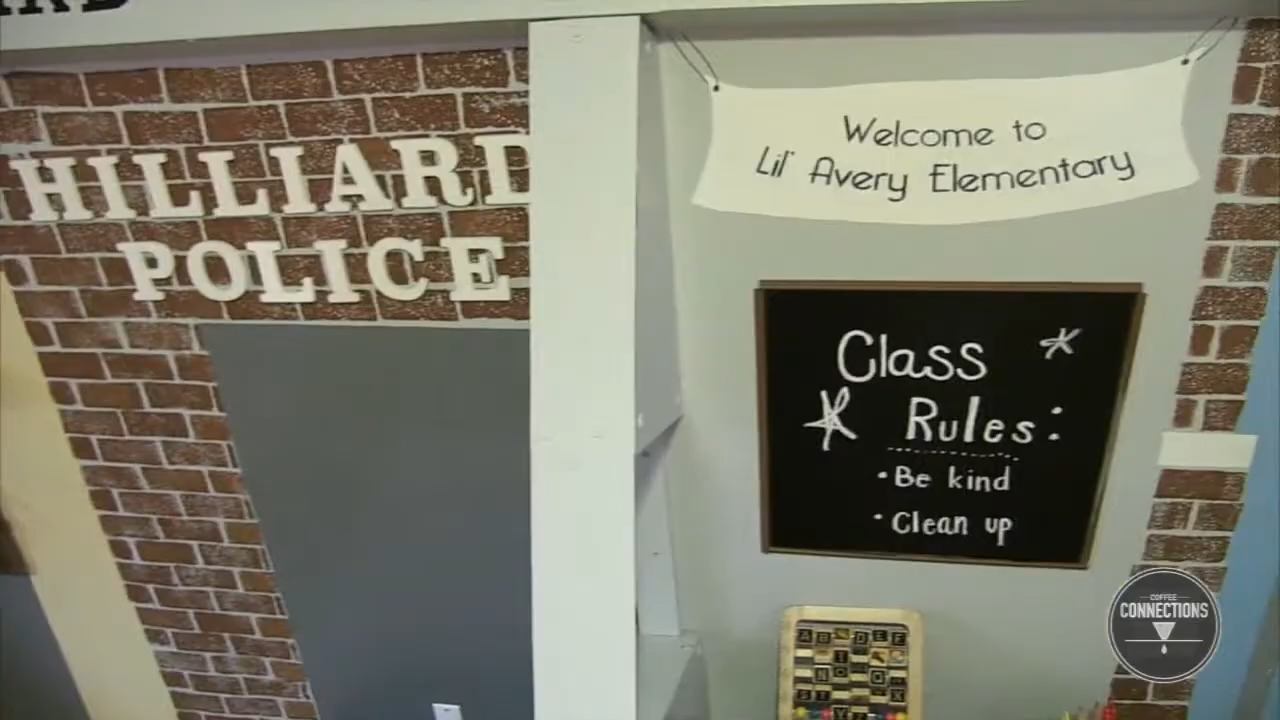 HILLIARD
POLICE
Welcome to
Lil' Avery Elementary
Class
Rules:
• Be kind
• Clean up
COFFEE
CONNECTIONS